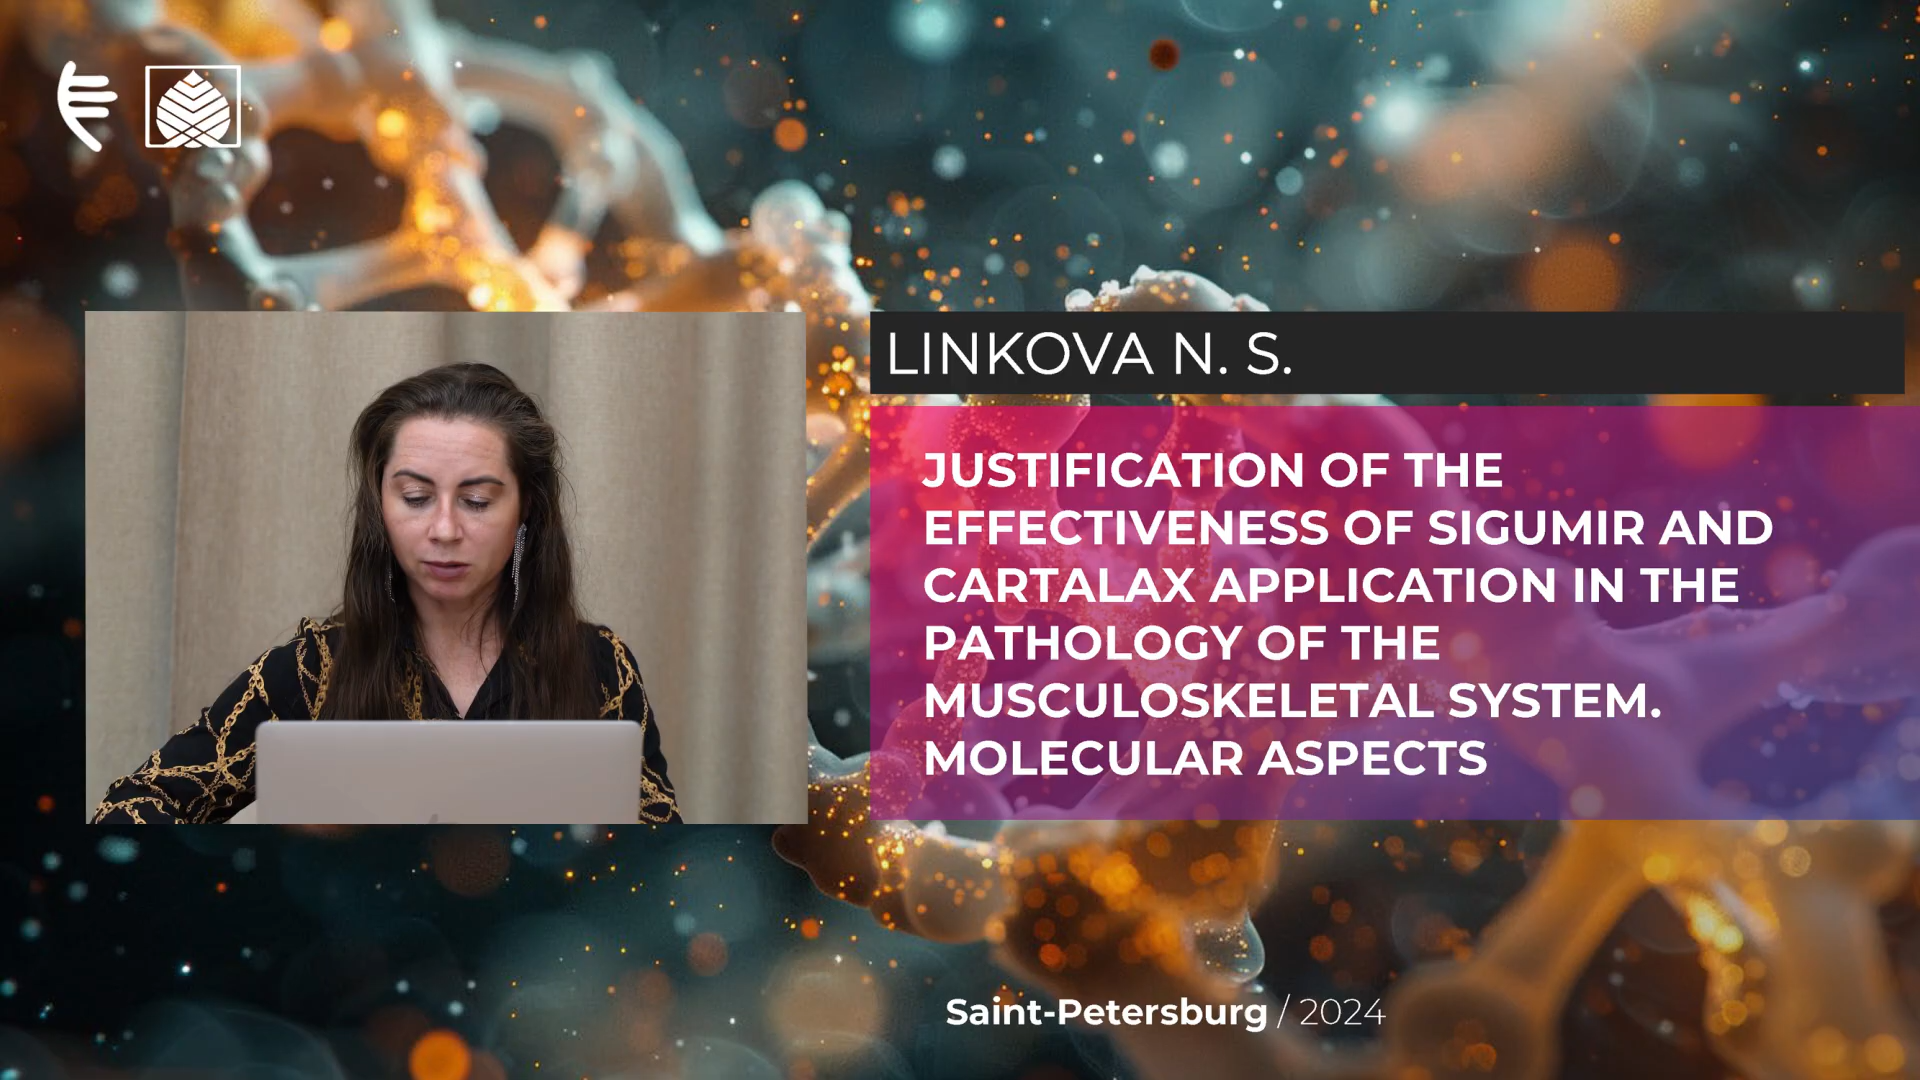 LINKOVA N. S.
JUSTIFICATION OF THE
EFFECTIVENESS OF SIGUMIR AND
CARTALAX APPLICATION IN THE
PATHOLOGY OF THE
MUSCULOSKELETAL SYSTEM.
MOLECULAR ASPECTS
Saint-Petersburg / 2024